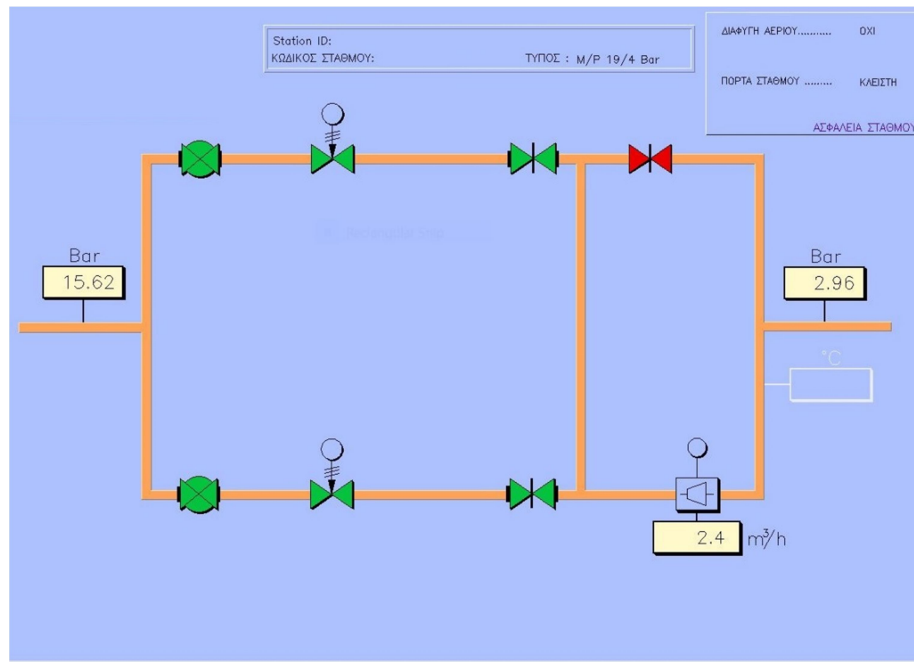 Station ID:
ΚΩΔΙΚΟΣ ΣΤΑΘΜΟΥ: ΤΥΠΟΣ : M/P 19/4 Bar
ΔΙΑΦΥΓΗ ΑΕΡΙΟΥ.......... ΟΧΙ
ΠΟΡΤΑ ΣΤΑΘΜΟΥ ......... ΚΛΕΙΣΤΗ
ΑΣΦΑΛΕΙΑ ΣΤΑΘΜΟΥ
Bar
15.62
Bar
2.96
°C
2.4 m³/h